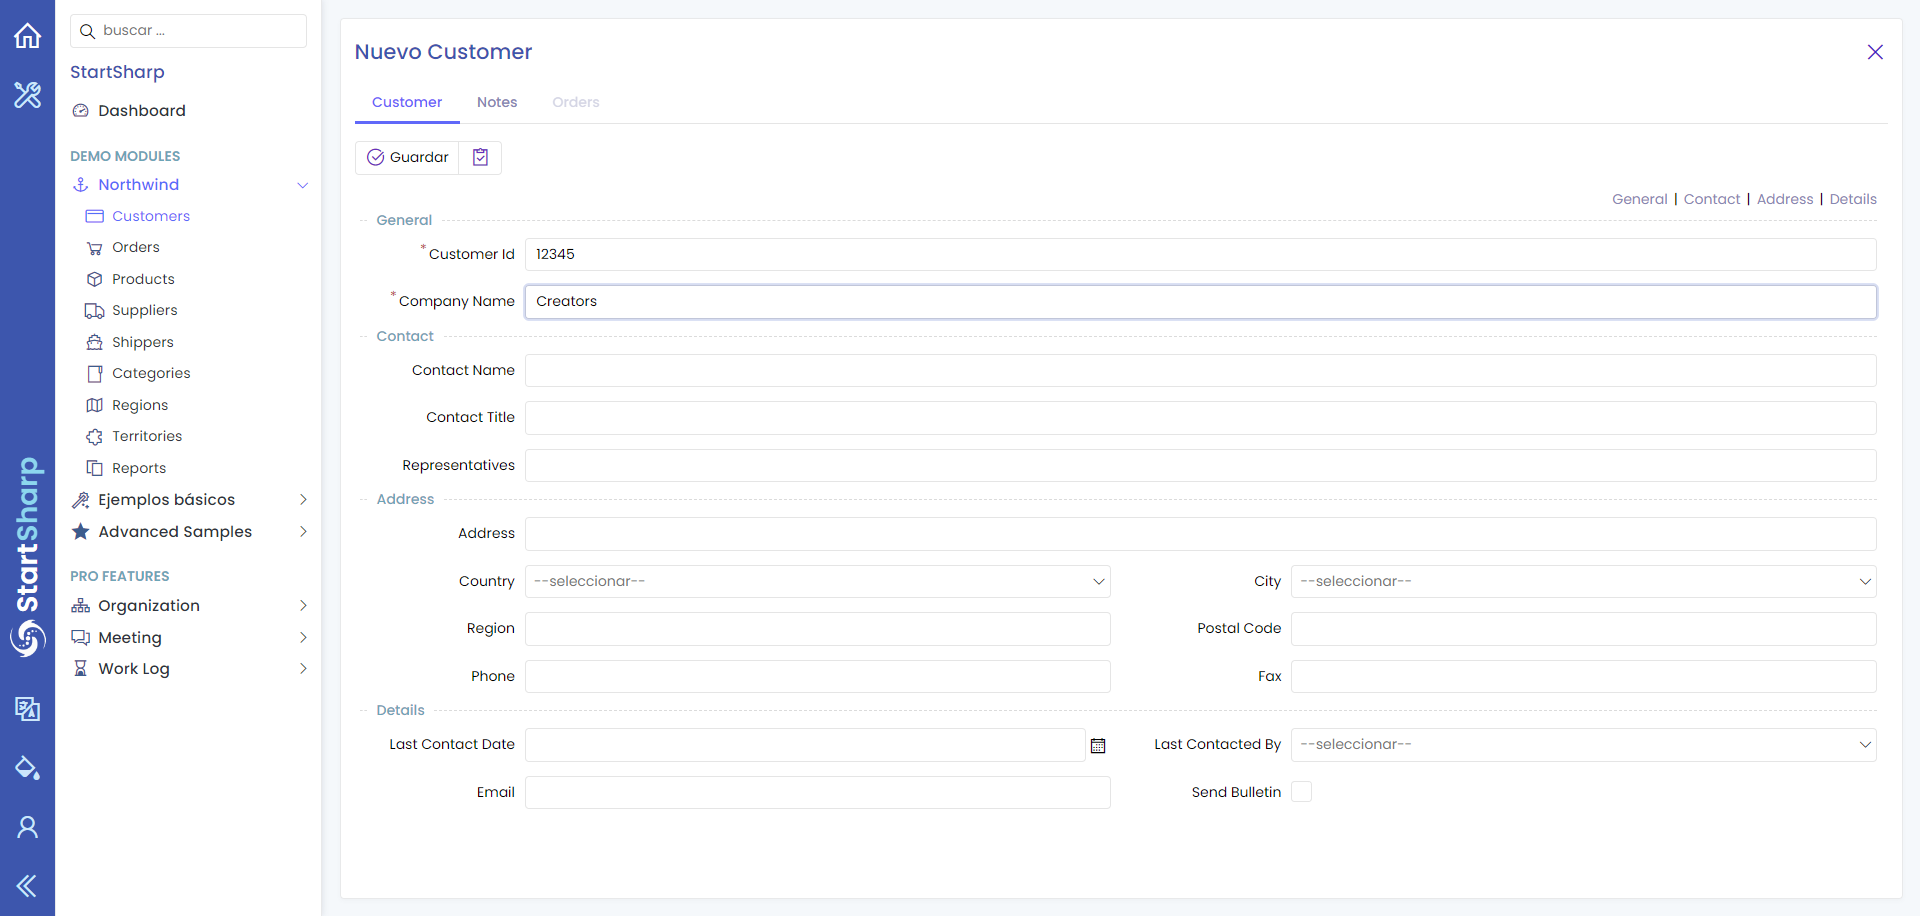 buscar ...
StartSharp
Dashboard
DEMO MODULES
Northwind
Customers
Orders
Products
Suppliers
Shippers
Categories
Regions
Territories
Reports
Ejemplos básicos
Advanced Samples
PRO FEATURES
Organization
Meeting
Work Log
StartSharp
Nuevo Customer
Customer Notes Orders
Guardar
General | Contact | Address | Details
General
* Customer Id 12345
* Company Name Creators
Contact
Contact Name
Contact Title
Representatives
Address
Address
Country --seleccionar-- City --seleccionar--
Region Postal Code
Phone Fax
Details
Last Contact Date Last Contacted By --seleccionar--
Email Send Bulletin